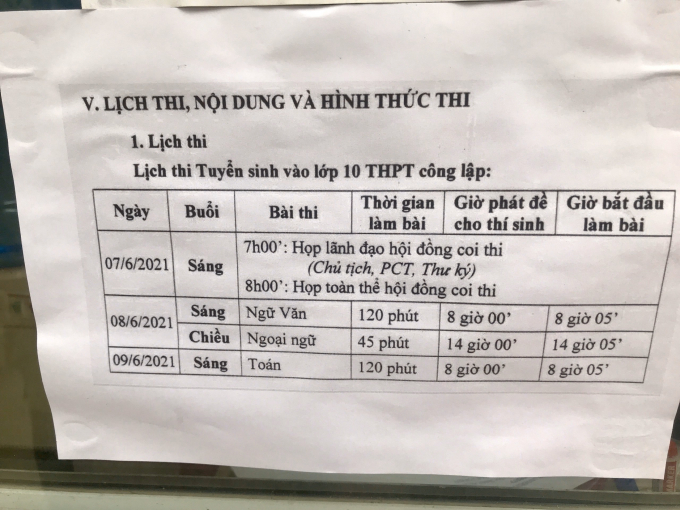 V. LỊCH THI, NỘI DUNG VÀ HÌNH THỨC THI
1. Lịch thi
Lịch thi Tuyển sinh vào lớp 10 THPT công lập:
Ngày Buổi Bài thi Thời gian làm bài Giờ phát đề cho thí sinh Giờ bắt đầu làm bài
07/6/2021 Sáng 7h00’: Họp lãnh đạo hội đồng coi thi
(Chủ tịch, PCT, Thư ký)
8h00’: Họp toàn thể hội đồng coi thi
08/6/2021 Sáng Ngữ Văn 120 phút 8 giờ 00’ 8 giờ 05’
Chiều Ngoại ngữ 45 phút 14 giờ 00’ 14 giờ 05’
09/6/2021 Sáng Toán 120 phút 8 giờ 00’ 8 giờ 05’